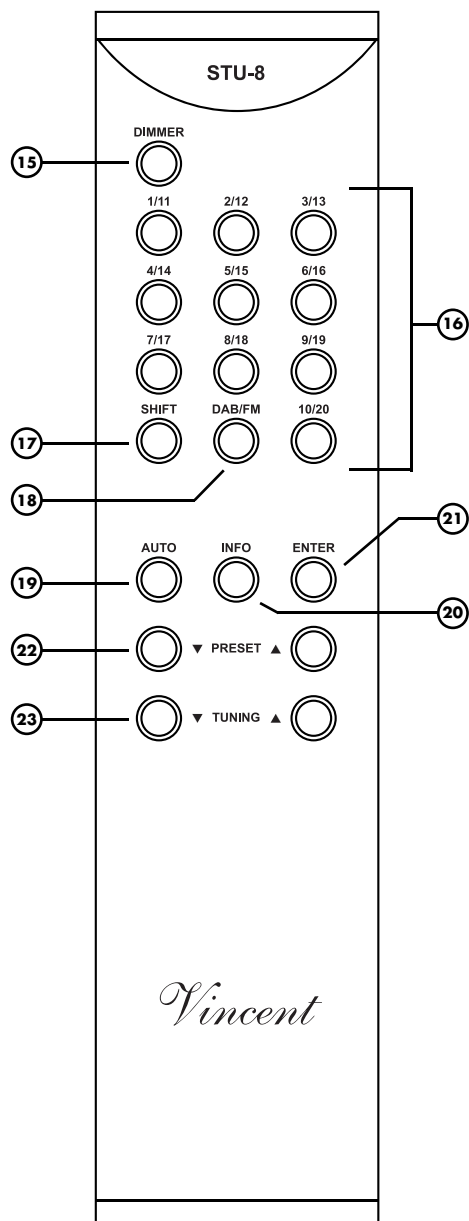 STU-8
DIMMER
15
1/11 2/12 3/13
4/14 5/15 6/16
16
7/17 8/18 9/19
SHIFT DAB/FM 10/20
17
18
21
AUTO INFO ENTER
19
20
22 ▼ PRESET ▲
23 ▼ TUNING ▲
Vincent